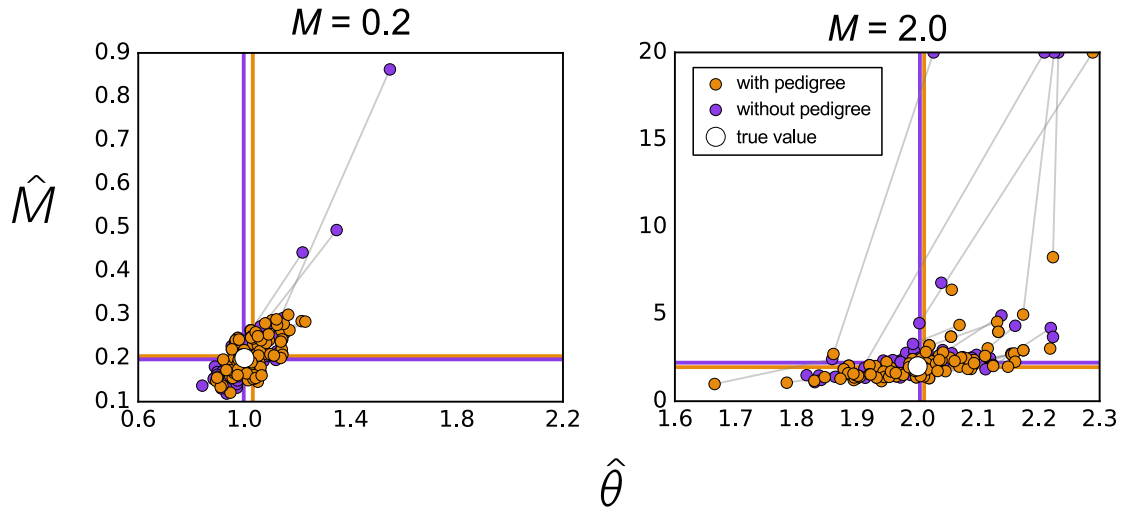 M = 0.2
M = 2.0
0.9
0.8
0.7
0.6
0.5
0.4
0.3
0.2
0.1
0.6 1.0 1.4 1.8 2.2
M̂
20
15
10
5
0
1.6 1.7 1.8 1.9 2.0 2.1 2.2 2.3
with pedigree
without pedigree
true value
θ̂